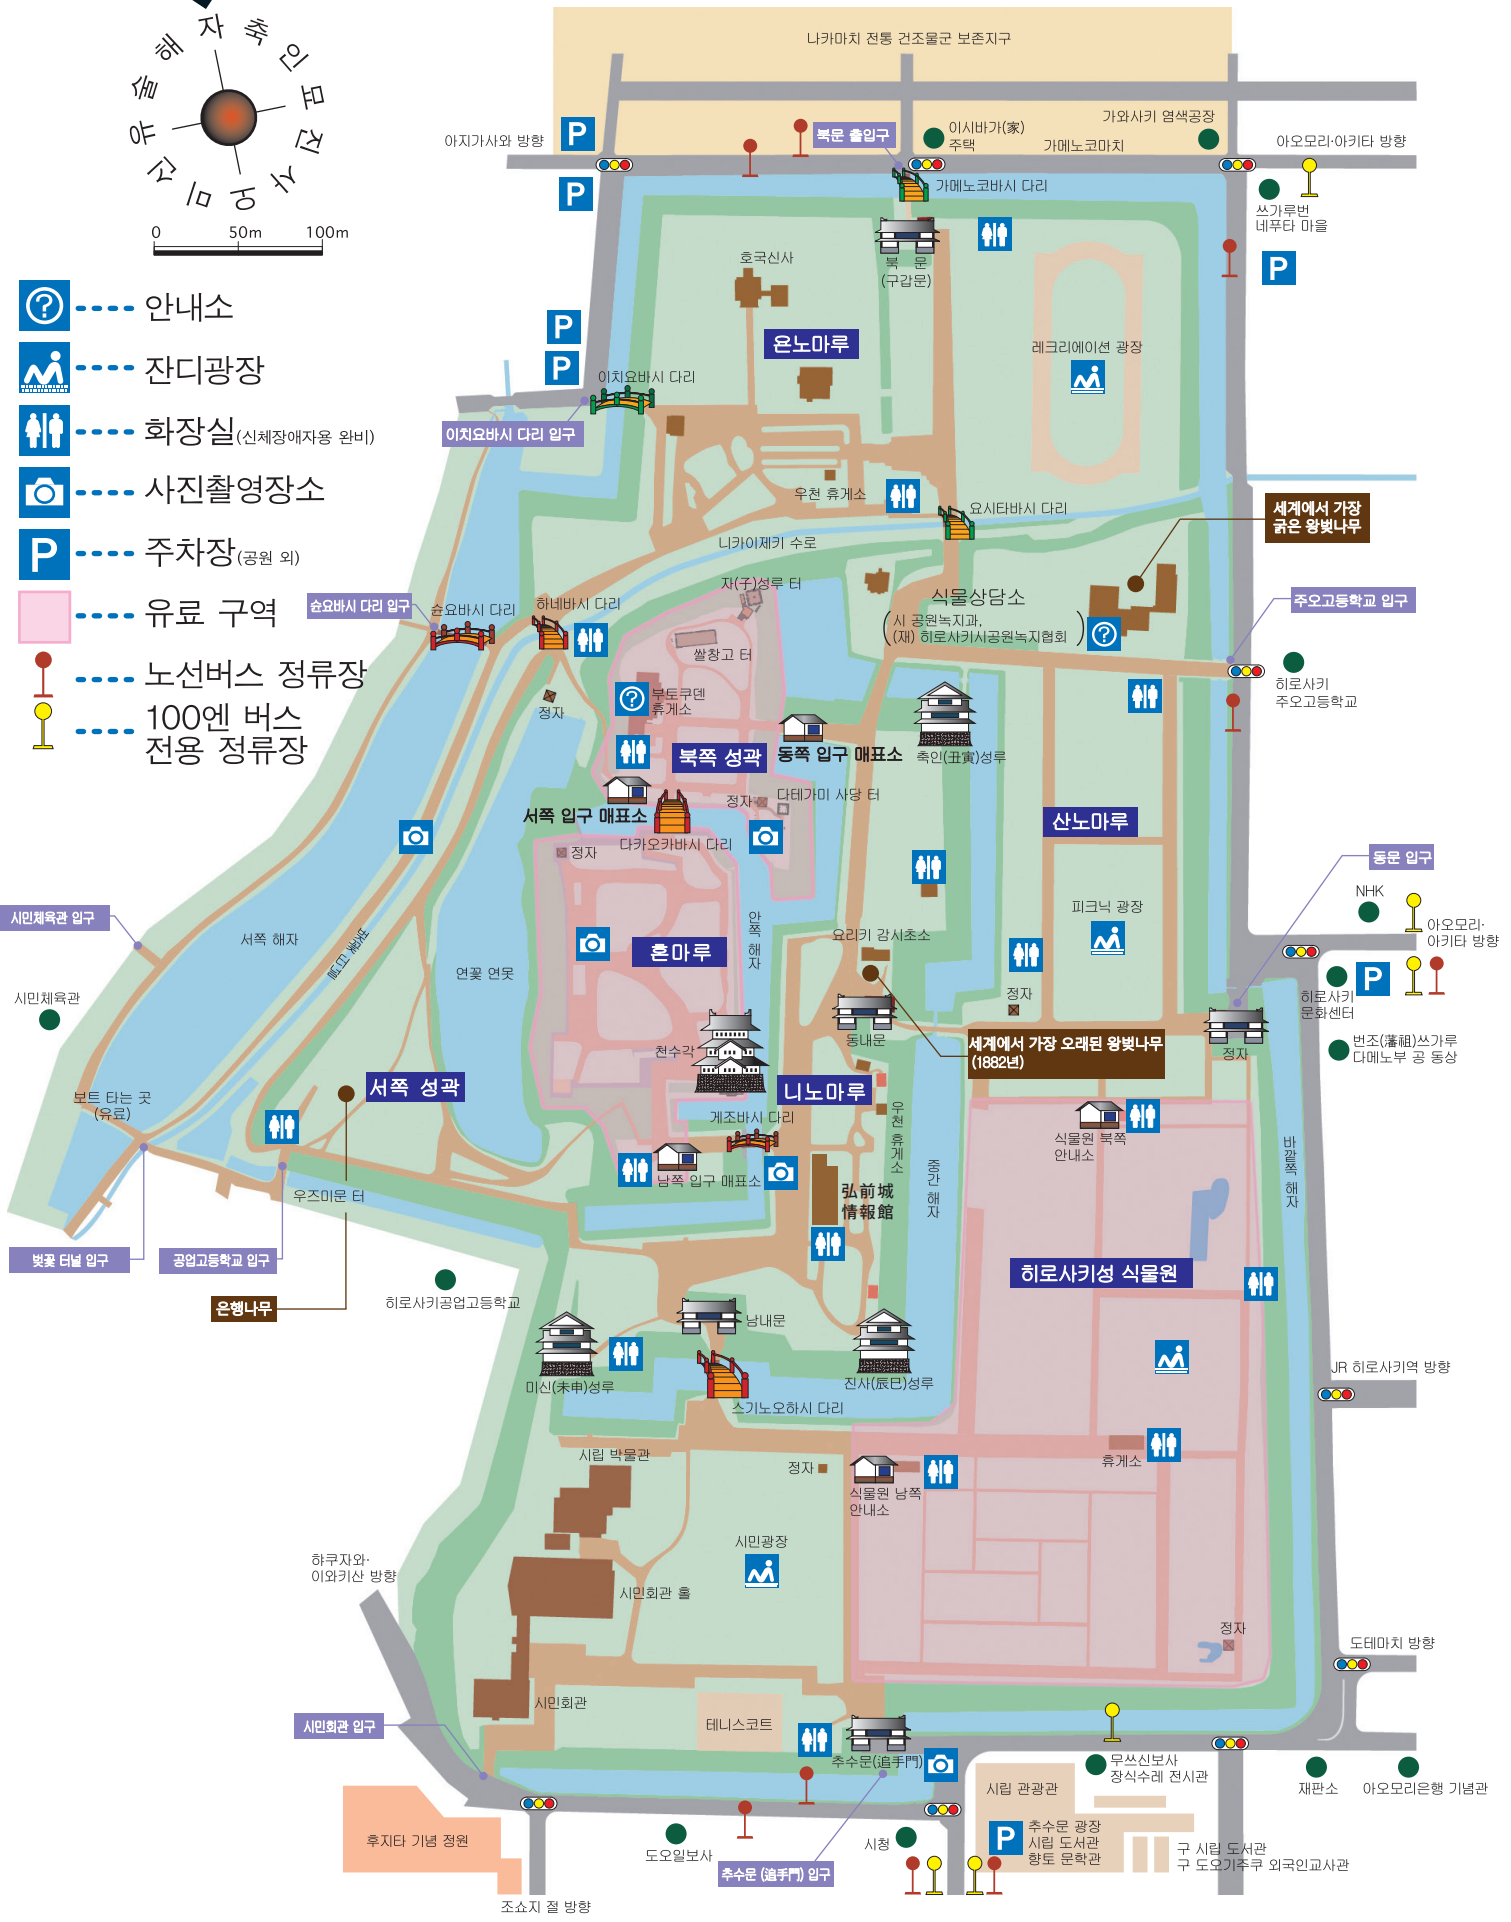 자
축
인
묘
진
사
오
미
신
유
술
해
0 50m 100m
안내소
잔디광장
화장실(신체장애자용 완비)
사진촬영장소
주차장(공원 외)
유료 구역
노선버스 정류장
100엔 버스
전용 정류장
나카마치 전통 건조물군 보존지구
아지가사와 방향
북문 출입구
이시바가(家)
주택
가와사키 염색공장
가메노코마치
아오모리·아키타 방향
가메노코바시 다리
쓰가루번
네푸타 마을
북 문
(구갑문)
호국신사
욘노마루
레크리에이션 광장
이치요바시 다리
이치요바시 다리 입구
우천 휴게소
요시타바시 다리
세계에서 가장
굵은 왕벚나무
니카이제키 수로
자(子)성루 터
식물상담소
(시 공원녹지과,
(재) 히로사키시공원녹지협회)
주오고등학교 입구
슌요바시 다리 입구
슌요바시 다리
하네바시 다리
쌀창고 터
히로사키
주오고등학교
정자
부토쿠덴
휴게소
북쪽 성곽
동쪽 입구 매표소
축인(丑寅)성루
서쪽 입구 매표소
정자
다테가미 사당 터
다카오카바시 다리
정자
산노마루
동문 입구
NHK
아오모리·
아키타 방향
시민체육관 입구
서쪽 해자
벚꽃 터널
연꽃 연못
혼마루
안쪽 해자
요리키 감시초소
피크닉 광장
정자
히로사키
문화센터
시민체육관
천수각
동내문
세계에서 가장 오래된 왕벚나무
(1882년)
정자
번조(藩祖)쓰가루
다메노부 공 동상
서쪽 성곽
니노마루
보트 타는 곳
(유료)
게조바시 다리
우천 휴게소
식물원 북쪽
안내소
바깥쪽 해자
중간 해자
남쪽 입구 매표소
우즈미문 터
弘前城
情報館
벚꽃 터널 입구
공업고등학교 입구
은행나무
히로사키공업고등학교
히로사키성 식물원
남내문
미신(未申)성루
진사(辰巳)성루
스기노오하시 다리
JR 히로사키역 방향
시립 박물관
정자
식물원 남쪽
안내소
휴게소
시민광장
햐쿠자와·
이와키산 방향
시민회관 홀
정자
도테마치 방향
시민회관
시민회관 입구
테니스코트
추수문(追手門)
무쓰신보사
장식수레 전시관
재판소
아오모리은행 기념관
시립 관광관
후지타 기념 정원
도오일보사
추수문 (追手門) 입구
시청
추수문 광장
시립 도서관
향토 문학관
구 시립 도서관
구 도오기주쿠 외국인교사관
조쇼지 절 방향